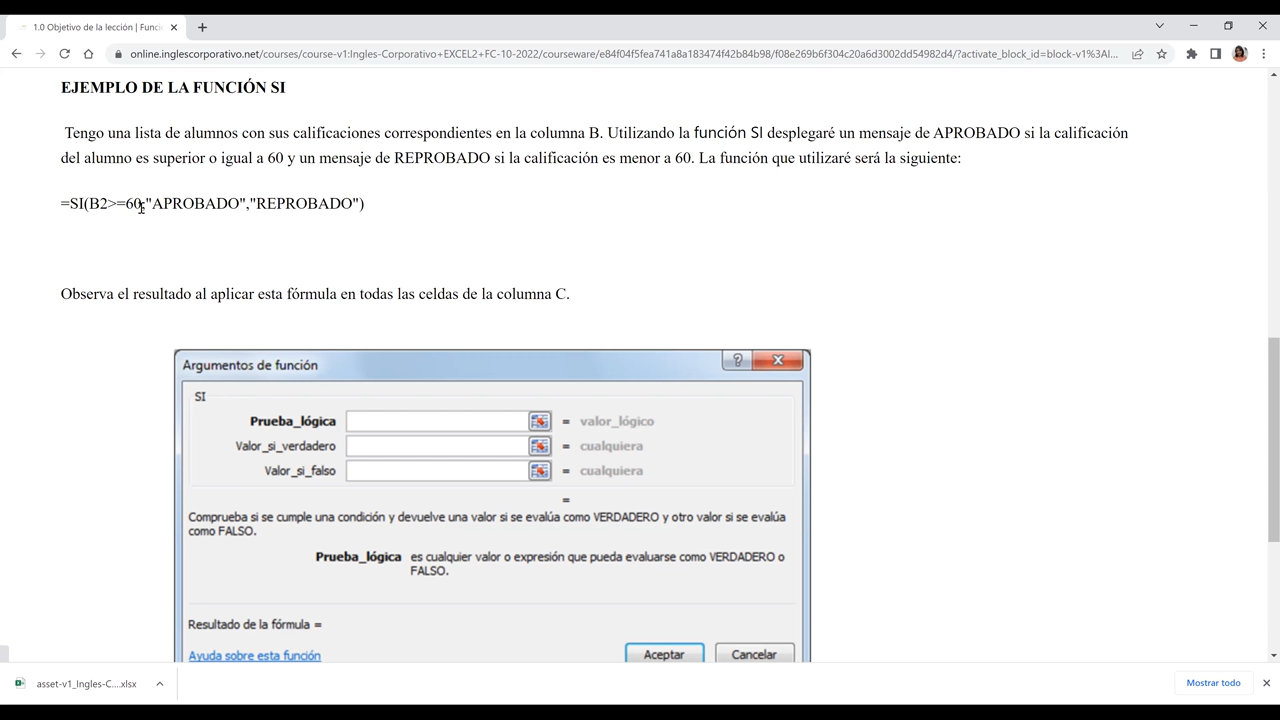 1.0 Objetivo de la lección | Funci
online.inglescorporativo.net/courses/course-v1:Ingles-Corporativo+EXCEL2+FC-10-2022/courseware/e84f04f5fea741a8a183474f42b84b98/f08e269b6f304c20a6d3002dd54982d4/?activate_block_id=block-v1%3AI...
EJEMPLO DE LA FUNCIÓN SI
Tengo una lista de alumnos con sus calificaciones correspondientes en la columna B. Utilizando la función SI desplegaré un mensaje de APROBADO si la calificación
del alumno es superior o igual a 60 y un mensaje de REPROBADO si la calificación es menor a 60. La función que utilizaré será la siguiente:
=SI(B2>=60,"APROBADO","REPROBADO")
Observa el resultado al aplicar esta fórmula en todas las celdas de la columna C.
Argumentos de función
?
SI
Prueba_lógica = valor_lógico
Valor_si_verdadero = cualquiera
Valor_si_falso = cualquiera
=
Comprueba si se cumple una condición y devuelve una valor si se evalúa como VERDADERO y otro valor si se evalúa
como FALSO.
Prueba_lógica es cualquier valor o expresión que pueda evaluarse como VERDADERO o
FALSO.
Resultado de la fórmula =
Ayuda sobre esta función Aceptar Cancelar
asset-v1_Ingles-C....xlsx Mostrar todo